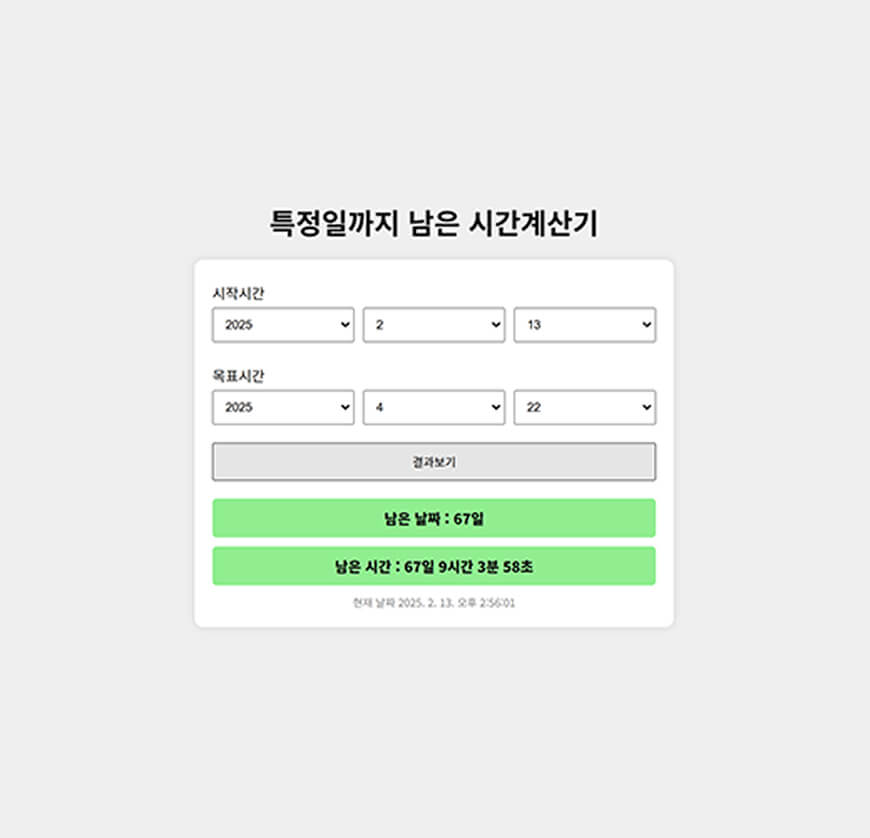 특정일까지 남은 시간계산기
시작시간
2025 2 13
목표시간
2025 4 22
결과보기
남은 날짜 : 67일
남은 시간 : 67일 9시간 3분 58초
현재 날짜 2025. 2. 13. 오후 2:56:01